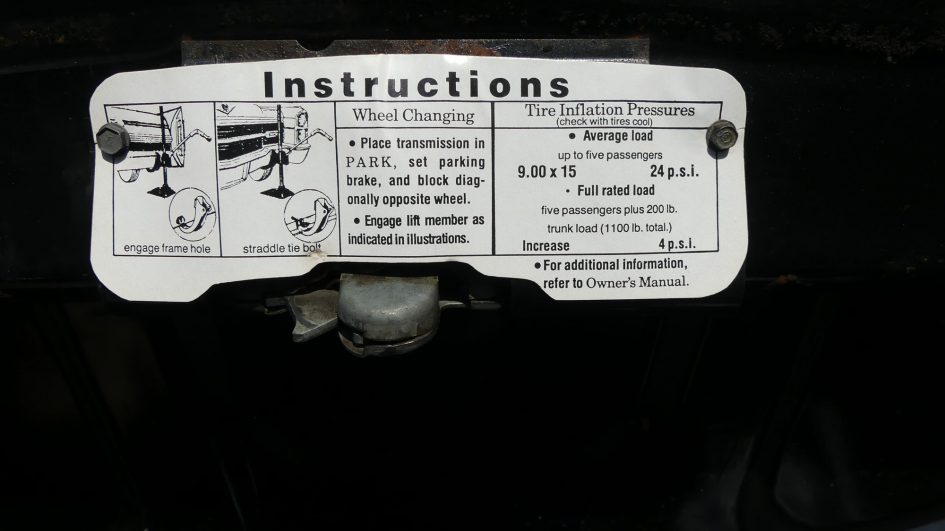 Instructions
engage frame hole
straddle tie bolt
Wheel Changing
• Place transmission in
PARK, set parking
brake, and block diag-
onally opposite wheel.
• Engage lift member as
indicated in illustrations.
Tire Inflation Pressures
(check with tires cool)
• Average load
up to five passengers
9.00 x 15 24 p.s.i.
• Full rated load
five passengers plus 200 lb.
trunk load (1100 lb. total.)
Increase 4 p.s.i.
• For additional information,
refer to Owner's Manual.